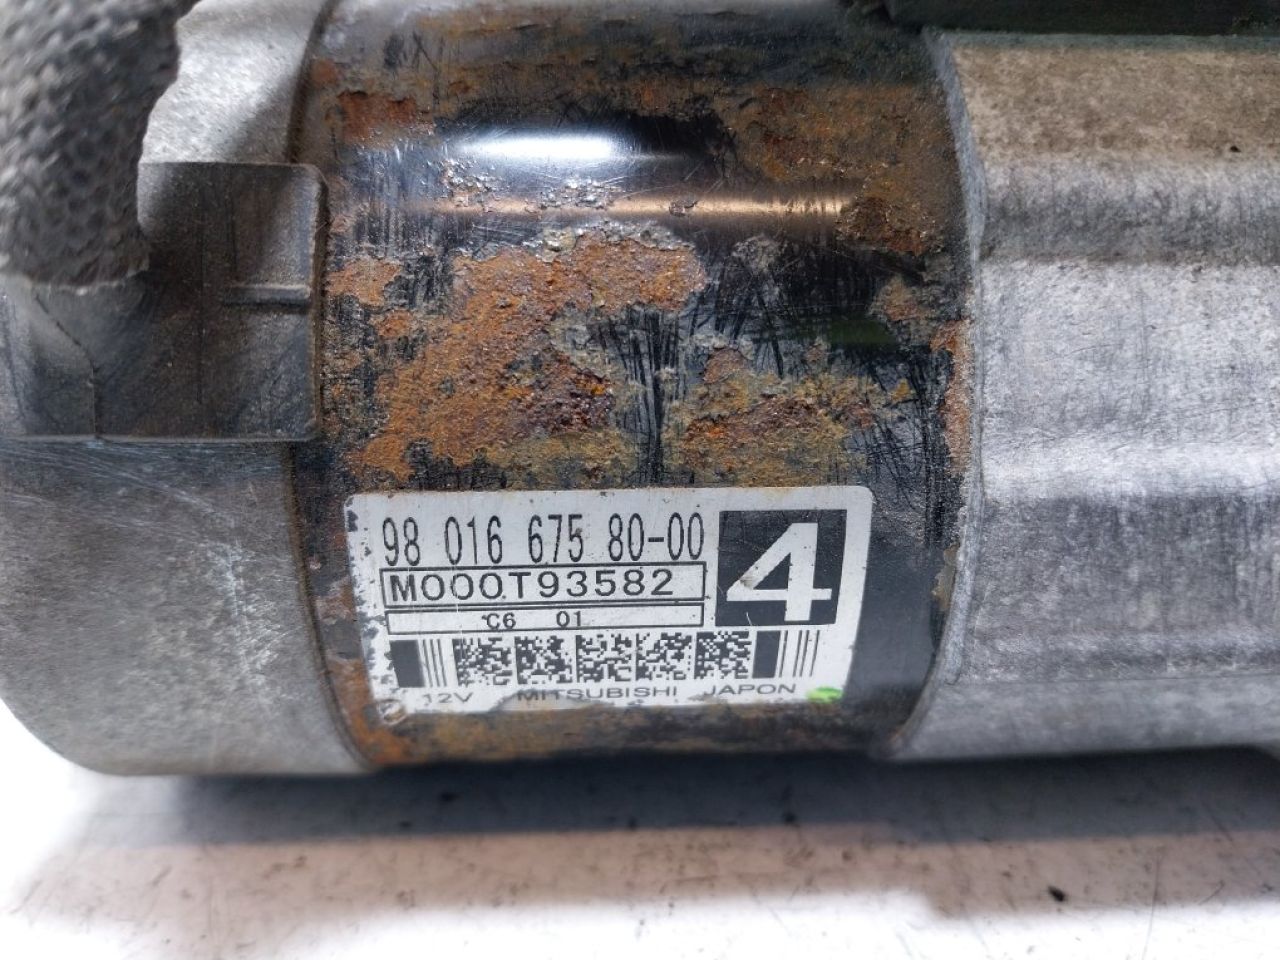 98 016 675 80-00
4
M000T93582
C6 01
12V MITSUBISHI JAPON